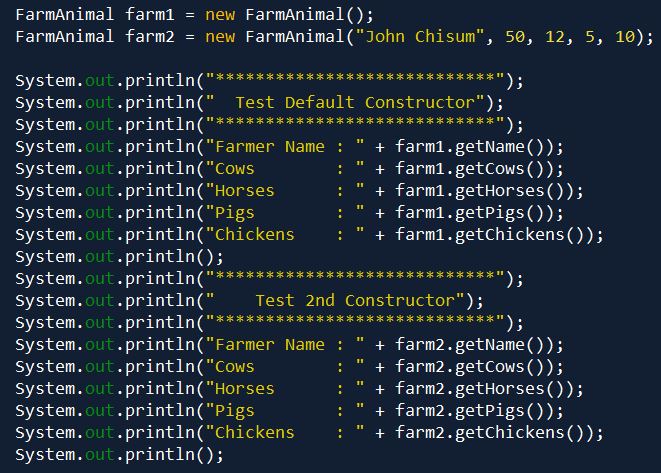 FarmAnimal farm1 = new FarmAnimal();
FarmAnimal farm2 = new FarmAnimal("John Chisum", 50, 12, 5, 10);

System.out.println("****************************");
System.out.println("  Test Default Constructor");
System.out.println("****************************");
System.out.println("Farmer Name : " + farm1.getName());
System.out.println("Cows        : " + farm1.getCows());
System.out.println("Horses      : " + farm1.getHorses());
System.out.println("Pigs        : " + farm1.getPigs());
System.out.println("Chickens    : " + farm1.getChickens());
System.out.println();
System.out.println("****************************");
System.out.println("    Test 2nd Constructor");
System.out.println("****************************");
System.out.println("Farmer Name : " + farm2.getName());
System.out.println("Cows        : " + farm2.getCows());
System.out.println("Horses      : " + farm2.getHorses());
System.out.println("Pigs        : " + farm2.getPigs());
System.out.println("Chickens    : " + farm2.getChickens());
System.out.println();